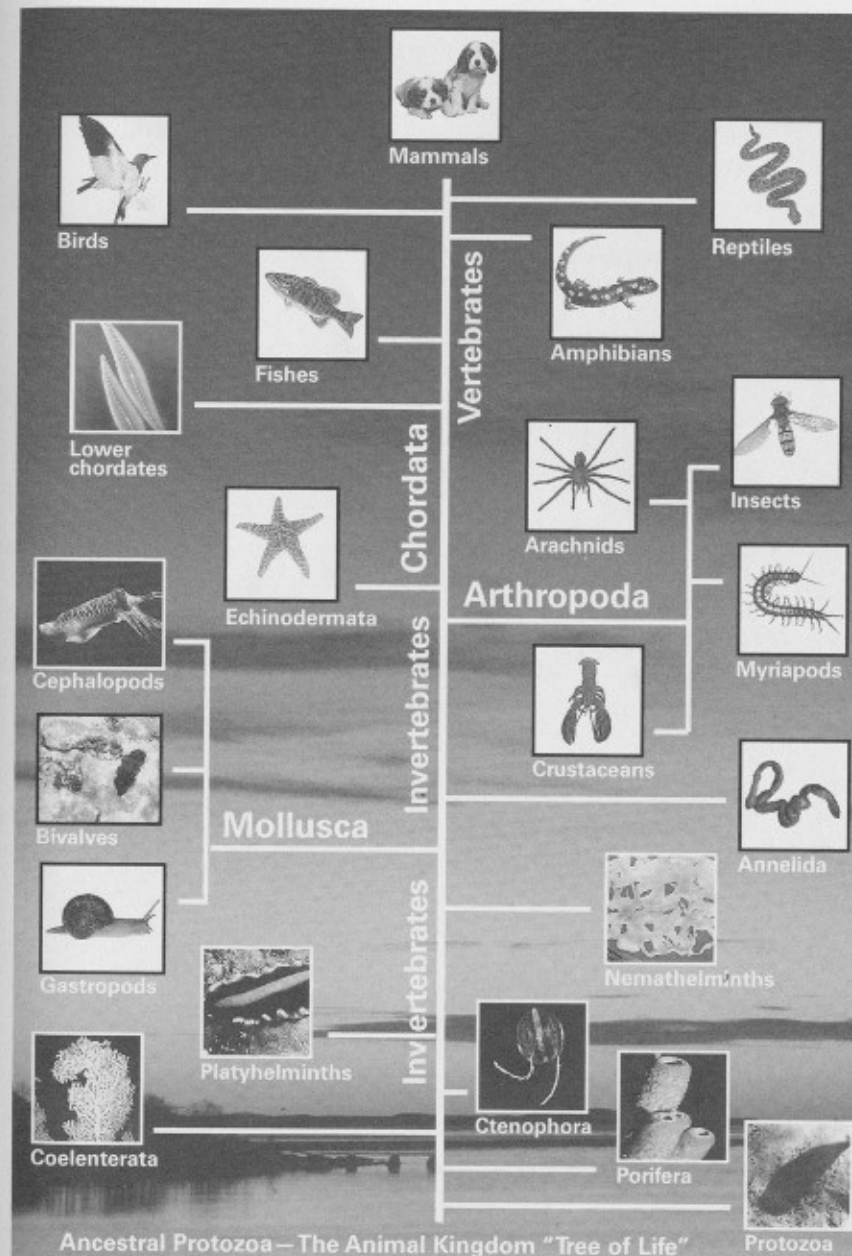 Mammals
Birds
Reptiles
Vertebrates
Fishes
Amphibians
Lower
chordates
Chordata
Insects
Arachnids
Echinodermata
Arthropoda
Cephalopods
Myriapods
Invertebrates
Crustaceans
Bivalves
Mollusca
Annelida
Gastropods
Nemathelminths
Invertebrates
Platyhelminths
Ctenophora
Coelenterata
Porifera
Protozoa
Ancestral Protozoa—The Animal Kingdom "Tree of Life"